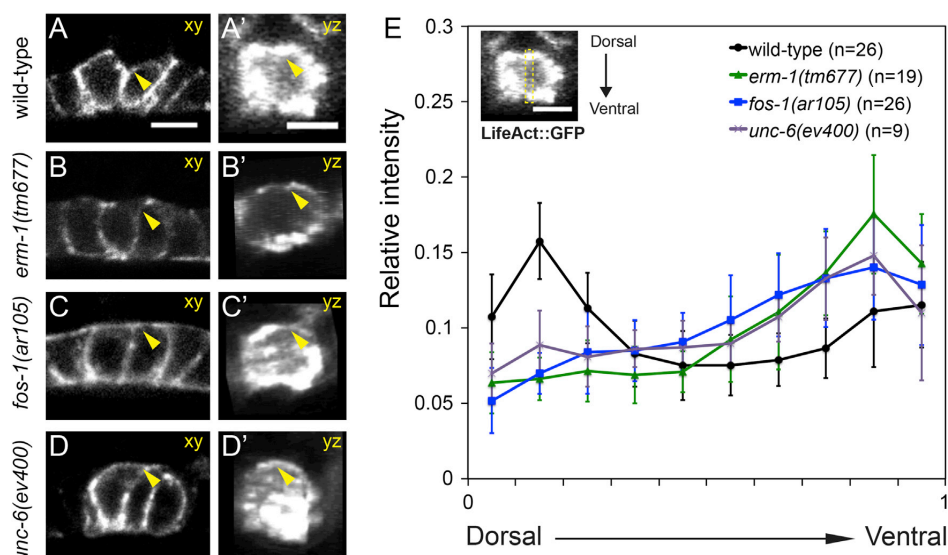 A
xy
A'
yz
wild-type
B
xy
B'
yz
erm-1(tm677)
C
xy
C'
yz
fos-1(ar105)
D
xy
D'
yz
unc-6(ev400)
E
0.3
0.25
0.2
0.15
0.1
0.05
0
Relative intensity
Dorsal
Ventral
LifeAct::GFP
wild-type (n=26)
erm-1(tm677) (n=19)
fos-1(ar105) (n=26)
unc-6(ev400) (n=9)
0
1
Dorsal
Ventral